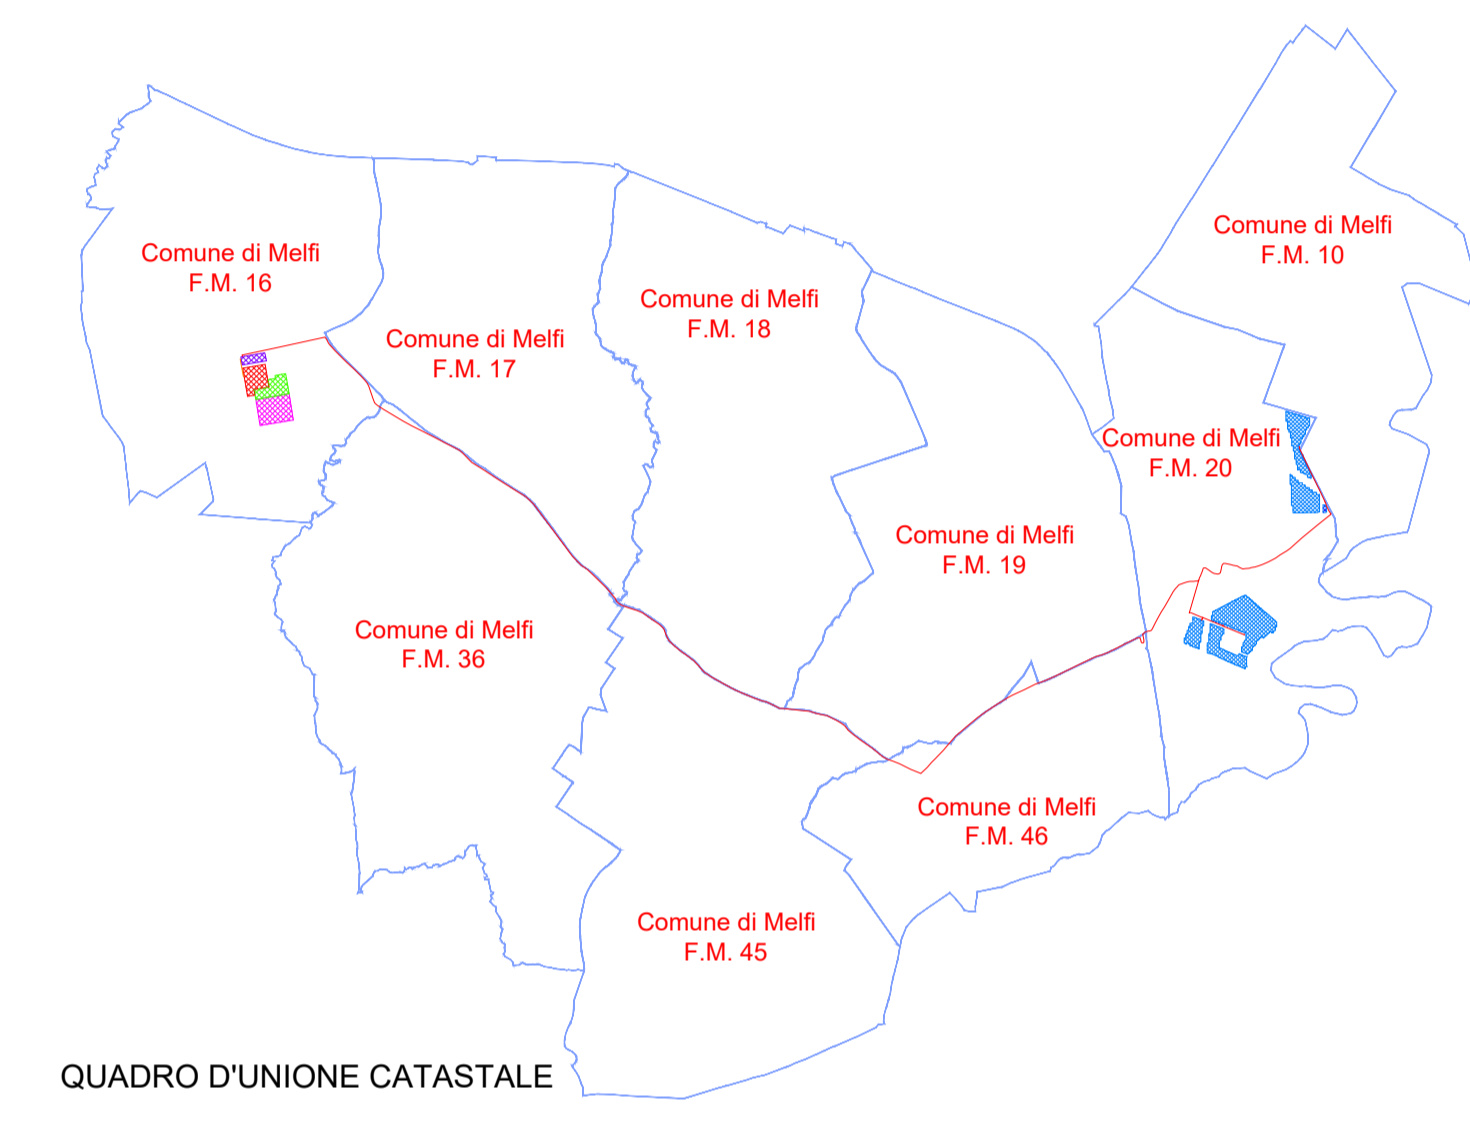 Comune di Melfi
F.M. 16
Comune di Melfi
F.M. 17
Comune di Melfi
F.M. 18
Comune di Melfi
F.M. 10
Comune di Melfi
F.M. 20
Comune di Melfi
F.M. 19
Comune di Melfi
F.M. 36
Comune di Melfi
F.M. 46
Comune di Melfi
F.M. 45
QUADRO D'UNIONE CATASTALE